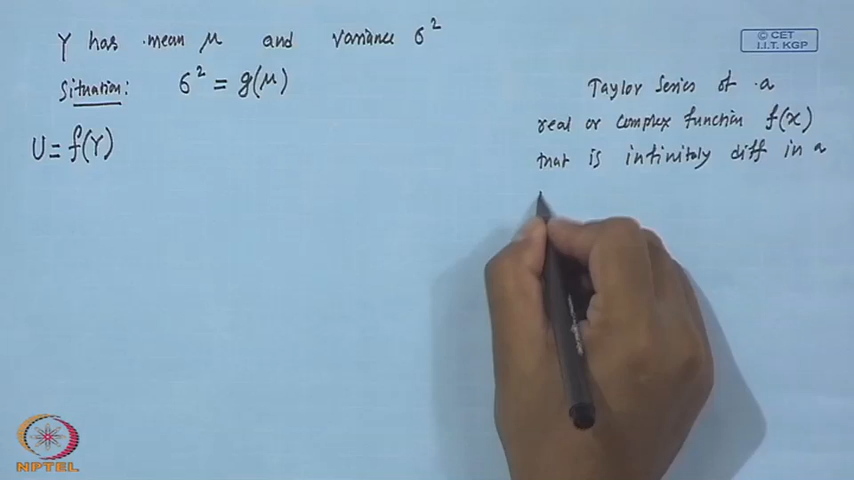 Y has mean μ and variance σ²
© CET
I.I.T. KGP
Situation: σ² = g(μ)
U = f(Y)
Taylor Series of a
real or complex function f(x)
that is infinitely diff in a
NPTEL